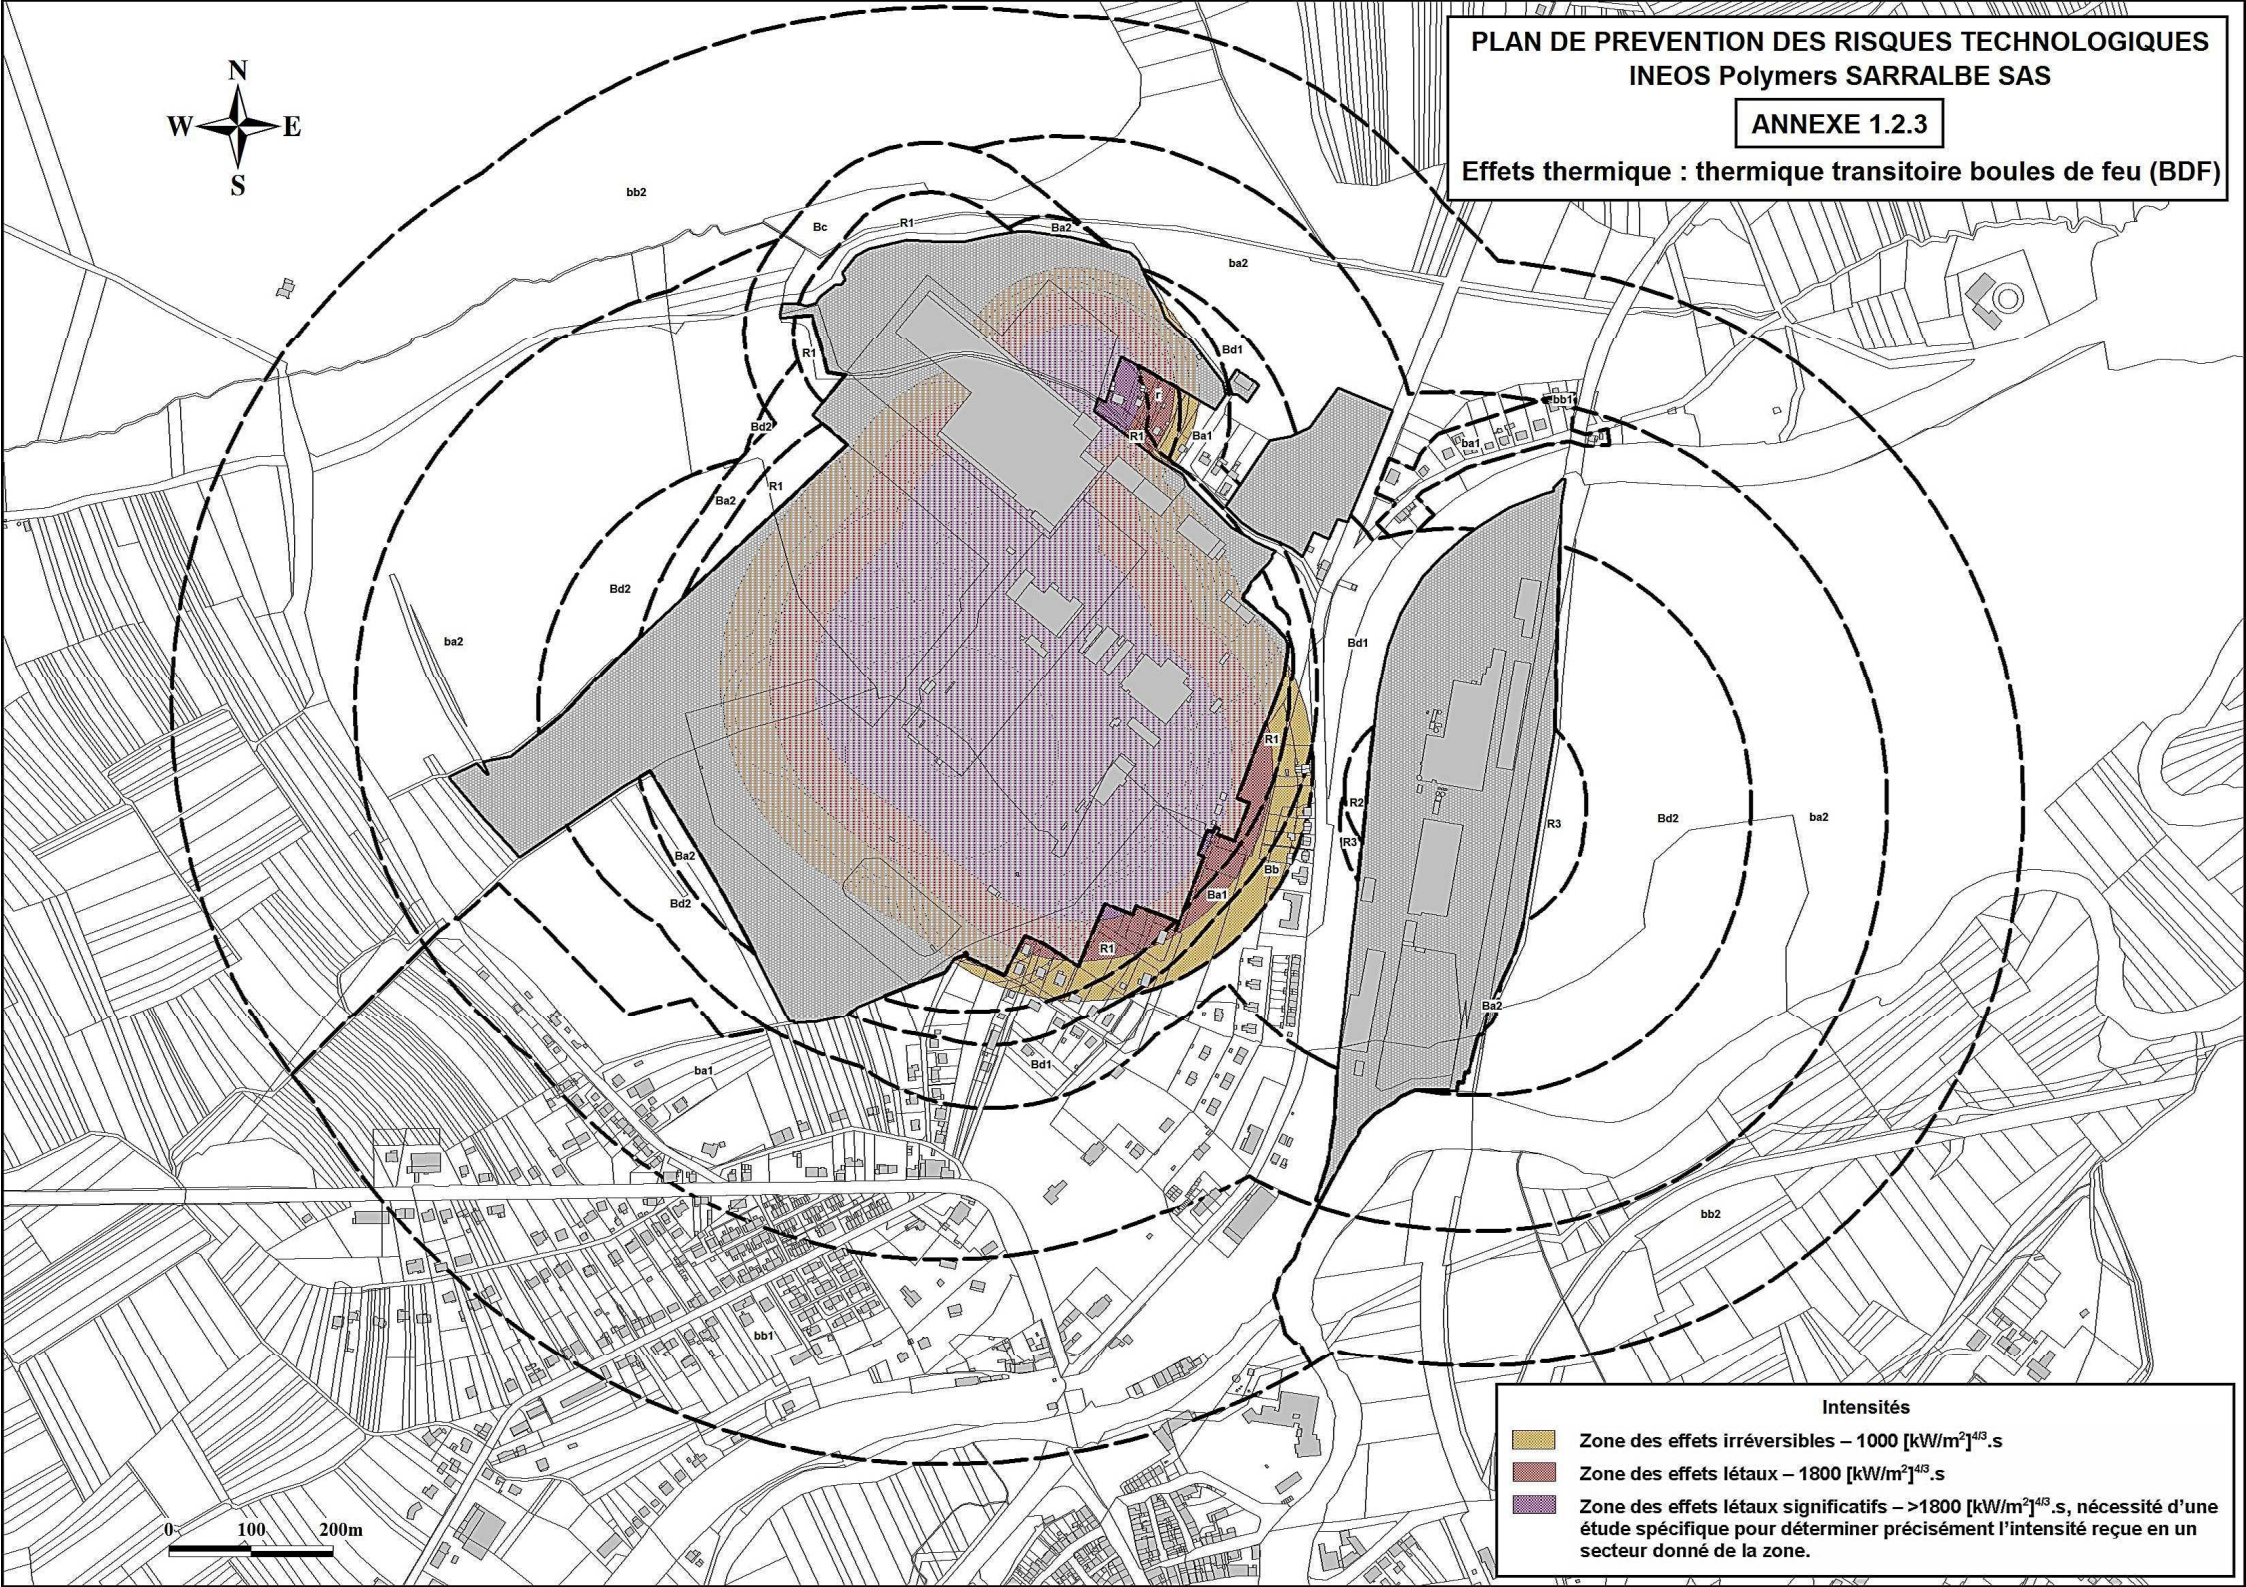 PLAN DE PREVENTION DES RISQUES TECHNOLOGIQUES
INEOS Polymers SARRALBE SAS
ANNEXE 1.2.3
Effets thermique : thermique transitoire boules de feu (BDF)
N
W E
S
bb2
Bc
R1
Ba2
ba2
R1
Bd1
r
bb1
Bd2
R1
Ba1
ba1
Ba2
R1
Bd2
ba2
Bd1
R1
R2
R3
R3
Bd2
ba2
Ba2
Bb
Bd2
Ba1
R1
Ba2
Bd1
ba1
bb2
bb1
0 100 200m
Intensités
Zone des effets irréversibles – 1000 [kW/m²]4/3.s
Zone des effets létaux – 1800 [kW/m²]4/3.s
Zone des effets létaux significatifs – >1800 [kW/m²]4/3.s, nécessité d’une
étude spécifique pour déterminer précisément l’intensité reçue en un
secteur donné de la zone.